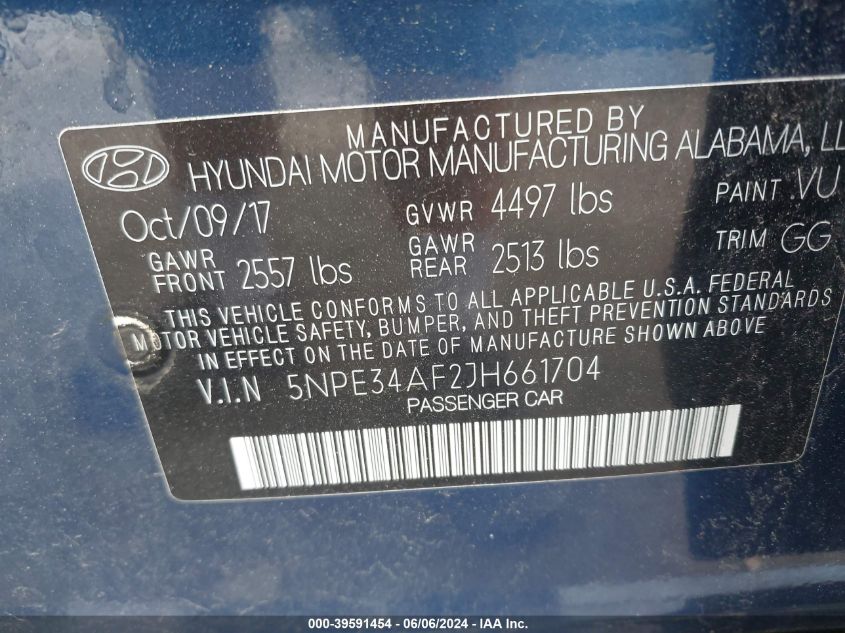 MANUFACTURED BY
HYUNDAI MOTOR MANUFACTURING ALABAMA, LL
Oct/09/17 GVWR 4497 lbs PAINT VU
GAWR FRONT 2557 lbs GAWR REAR 2513 lbs TRIM GG
THIS VEHICLE CONFORMS TO ALL APPLICABLE U.S.A. FEDERAL
MOTOR VEHICLE SAFETY, BUMPER, AND THEFT PREVENTION STANDARDS
IN EFFECT ON THE DATE OF MANUFACTURE SHOWN ABOVE
V.I.N 5NPE34AF2JH661704
PASSENGER CAR
000-39591454 - 06/06/2024 - IAA Inc.